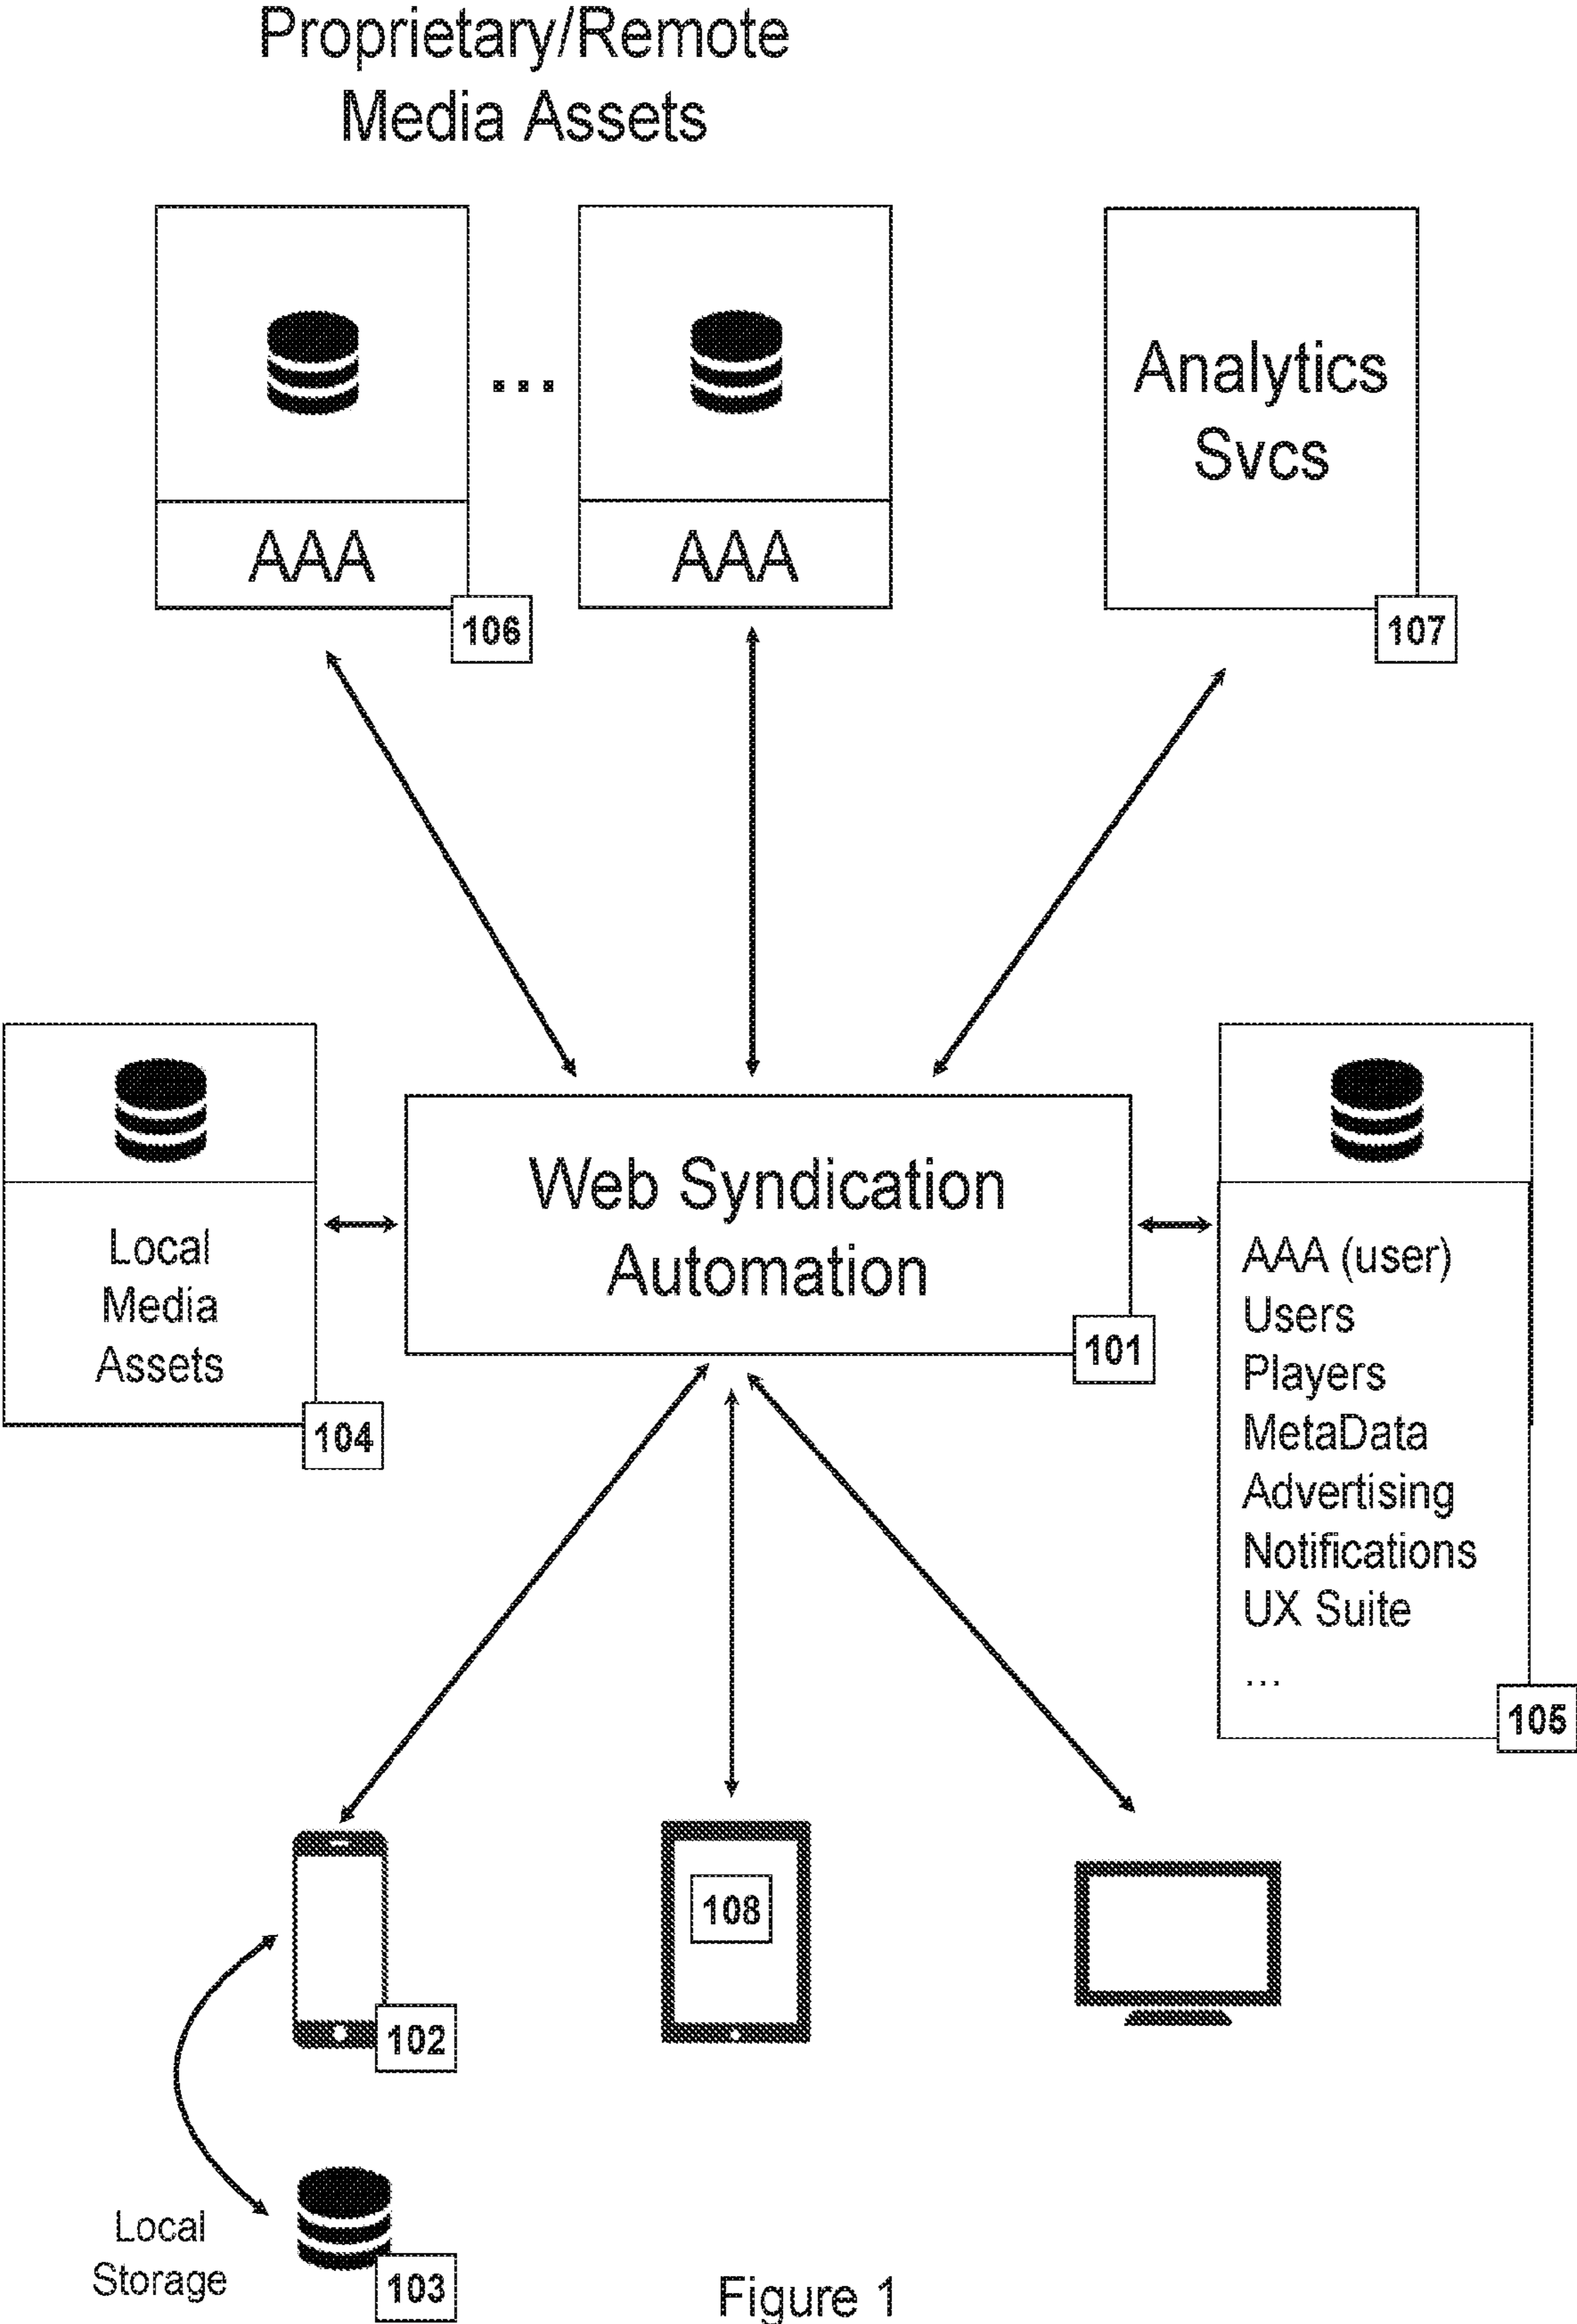 Proprietary/Remote
Media Assets
...
AAA
AAA
106
Analytics
Svcs
107
Local
Media
Assets
104
Web Syndication
Automation
101
AAA (user)
Users
Players
MetaData
Advertising
Notifications
UX Suite
...
105
108
102
Local
Storage
103
Figure 1